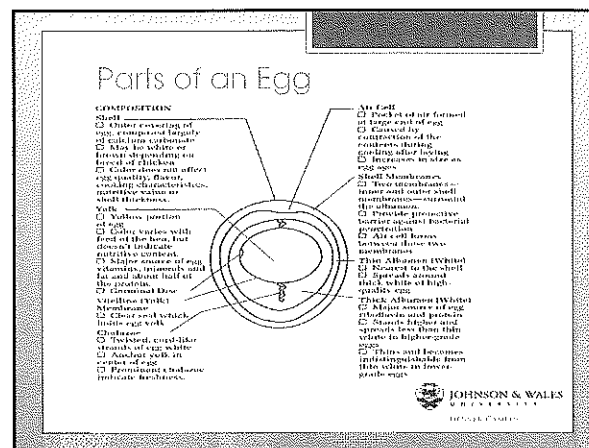 Parts of an Egg
COMPOSITION
Shell
☐ Outer covering of
egg, composed largely
of calcium carbonate
☐ May be white or
brown depending on
breed of chicken
☐ Color does not affect
egg quality, flavor,
cooking characteristics,
nutritive value or
shell thickness.
Yolk
☐ Yellow portion
of egg
☐ Color varies with
feed of the hen, but
doesn't indicate
nutritive content.
☐ Major source of egg
vitamins, minerals and
fat and about half of
the protein.
☐ Germinal Disc
Vitelline (Yolk)
Membrane
☐ Clear seal which
holds egg yolk
Chalazae
☐ Twisted, cord-like
strands of egg white
☐ Anchor yolk in
center of egg
☐ Prominent chalazae
indicate freshness.
Air Cell
☐ Pocket of air formed
at large end of egg
☐ Caused by
contraction of the
contents during
cooling after laying
☐ Increases in size as
egg ages
Shell Membranes
☐ Two membranes—
inner and outer shell
membranes—surround
the albumen.
☐ Provide protective
barrier against bacterial
penetration
☐ Air cell forms
between these two
membranes
Thin Albumen (White)
☐ Nearest to the shell
☐ Spreads around
thick white of high-
quality egg
Thick Albumen (White)
☐ Major source of egg
riboflavin and protein
☐ Stands higher and
spreads less than thin
white in higher-grade
eggs
☐ Thins and becomes
indistinguishable from
thin white in lower-
grade eggs
JOHNSON & WALES
UNIVERSITY